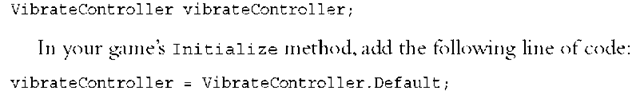 VibrateController vibrateController;
In your game's Initialize method, add the following line of code:
vibrateController = VibrateController.Default;